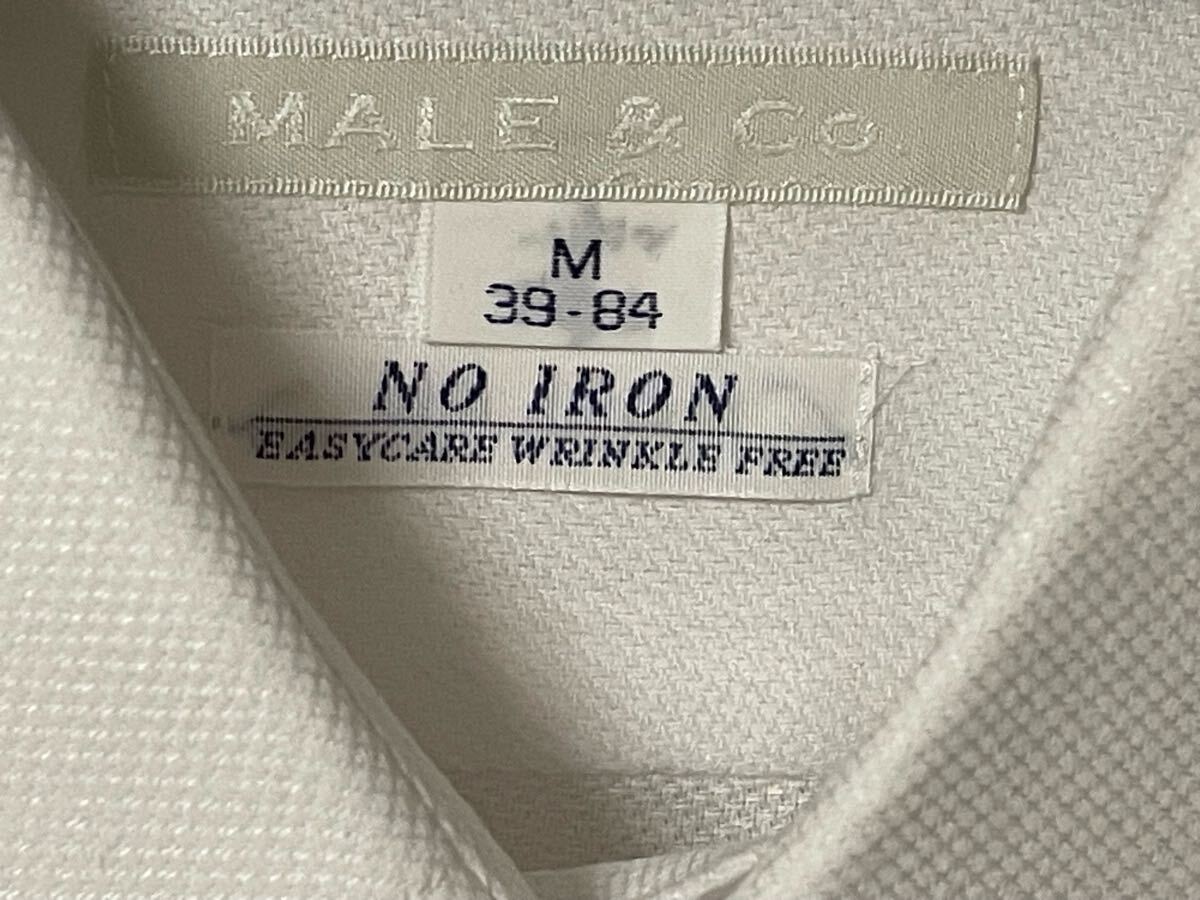 MALE & Co.
M
39-84
NO IRON
EASYCARE WRINKLE FREE